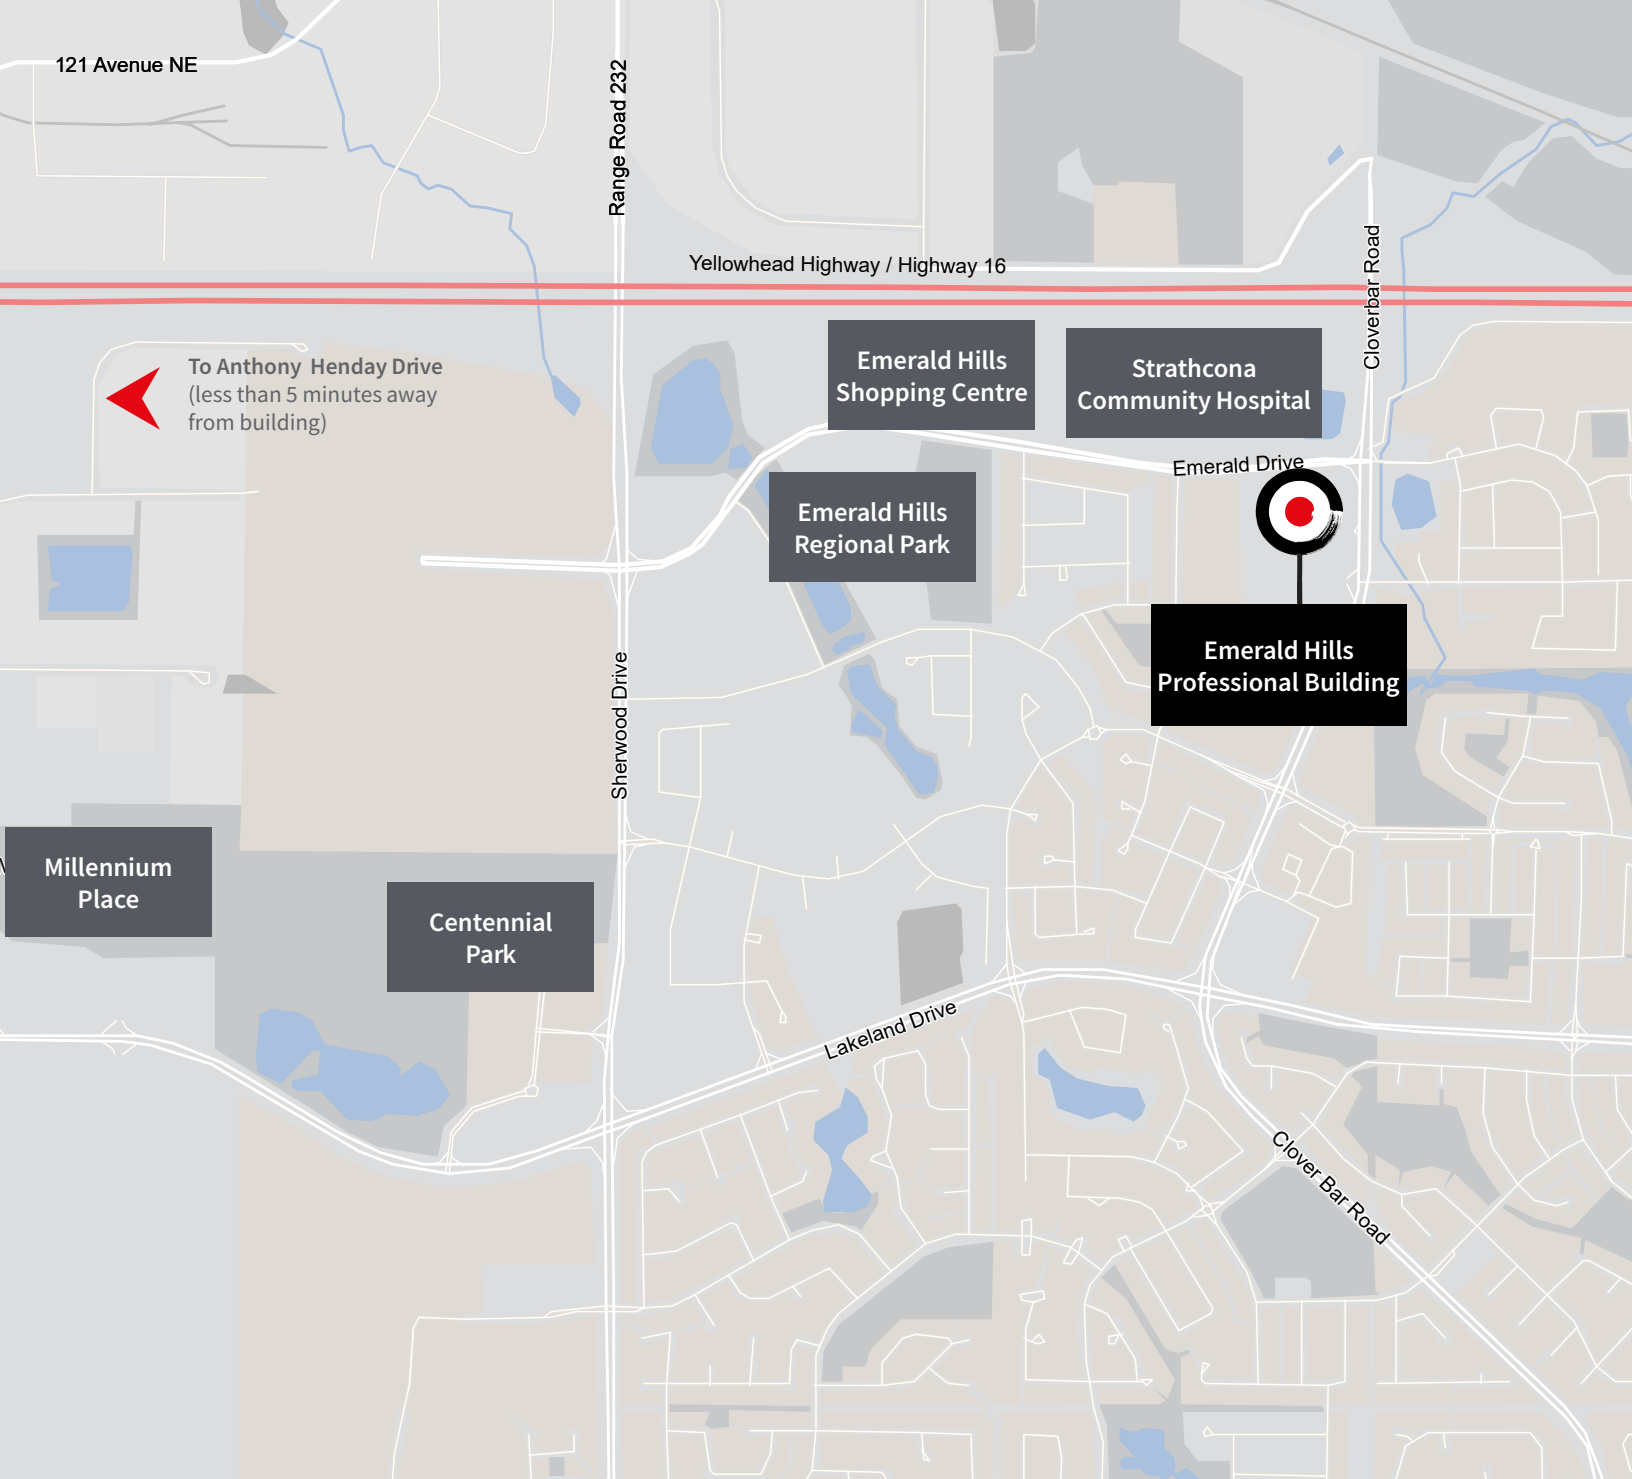 121 Avenue NE
Range Road 232
Yellowhead Highway / Highway 16
Cloverbar Road
To Anthony Henday Drive
(less than 5 minutes away
from building)
Emerald Hills
Shopping Centre
Strathcona
Community Hospital
Emerald Drive
Emerald Hills
Regional Park
Emerald Hills
Professional Building
Sherwood Drive
Millennium
Place
Centennial
Park
Lakeland Drive
Clover Bar Road